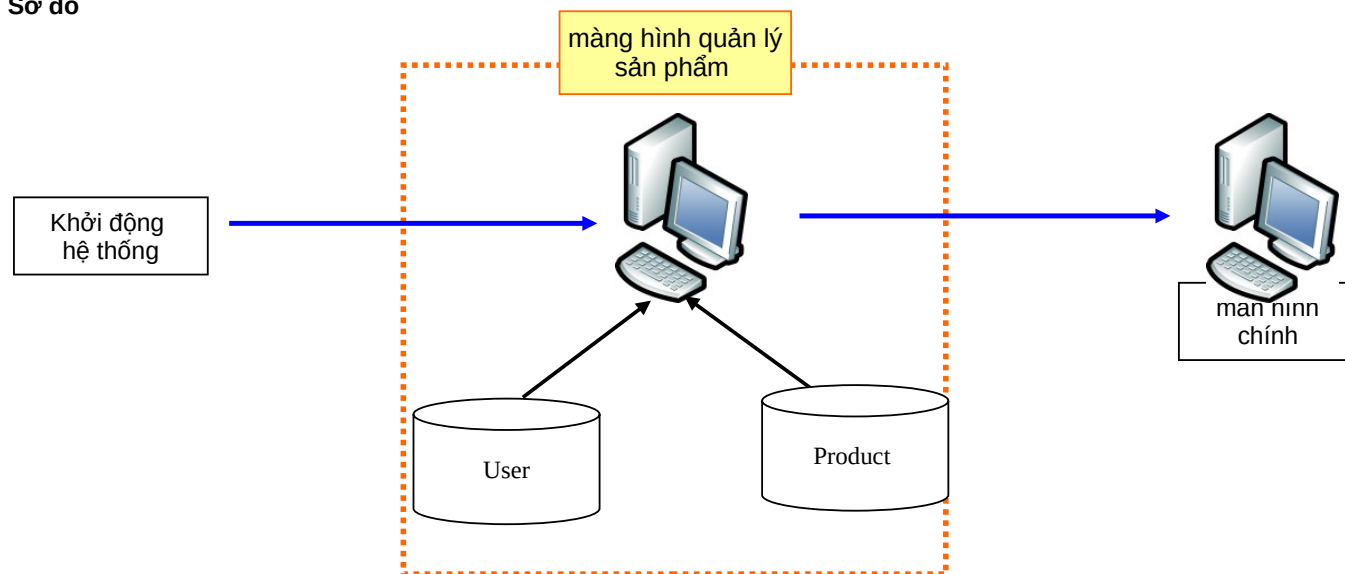 Sơ đồ
màng hình quản lý
sản phẩm
Khởi động
hệ thống
màn hình
chính
User
Product